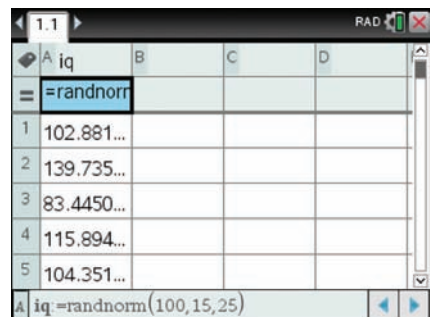 1.1 RAD
A iq B C D
= =randnorr
1 102.881...
2 139.735...
3 83.4450...
4 115.894...
5 104.351...
A iq:=randnorm(100,15,25)